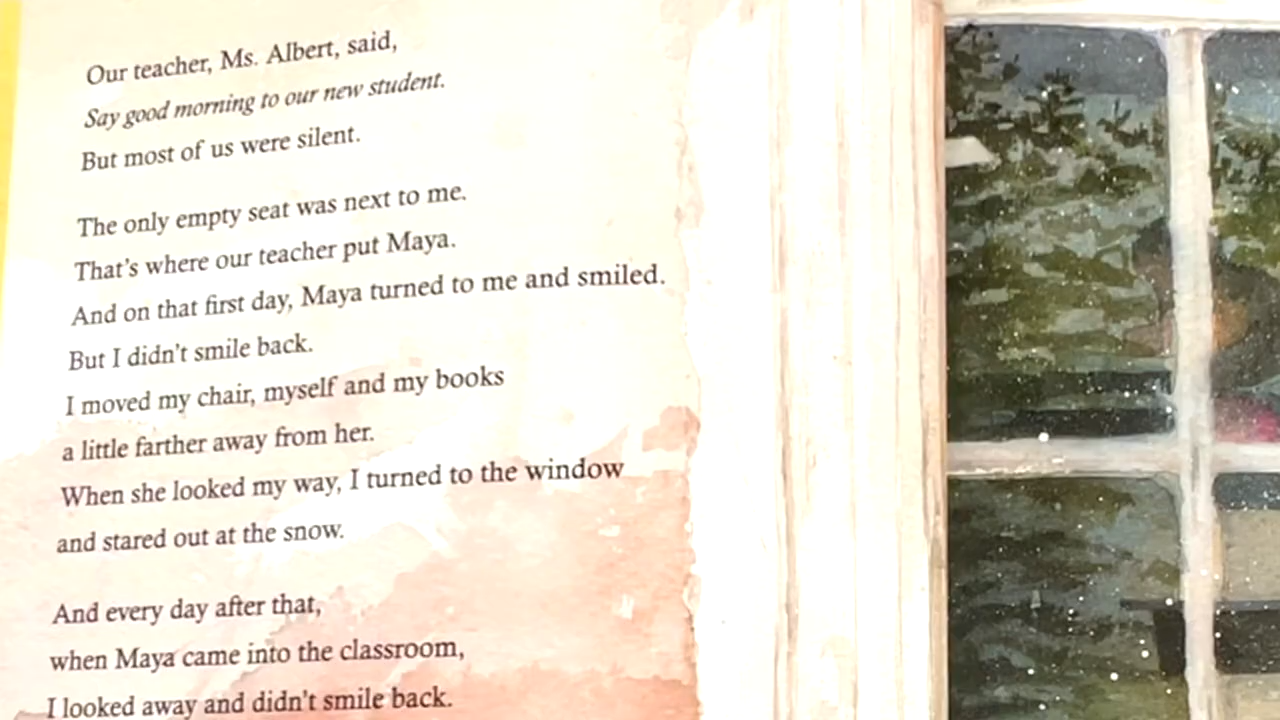 Our teacher, Ms. Albert, said,
Say good morning to our new student.
But most of us were silent.
The only empty seat was next to me.
That's where our teacher put Maya.
And on that first day, Maya turned to me and smiled.
But I didn't smile back.
I moved my chair, myself and my books
a little farther away from her.
When she looked my way, I turned to the window
and stared out at the snow.
And every day after that,
when Maya came into the classroom,
I looked away and didn't smile back.